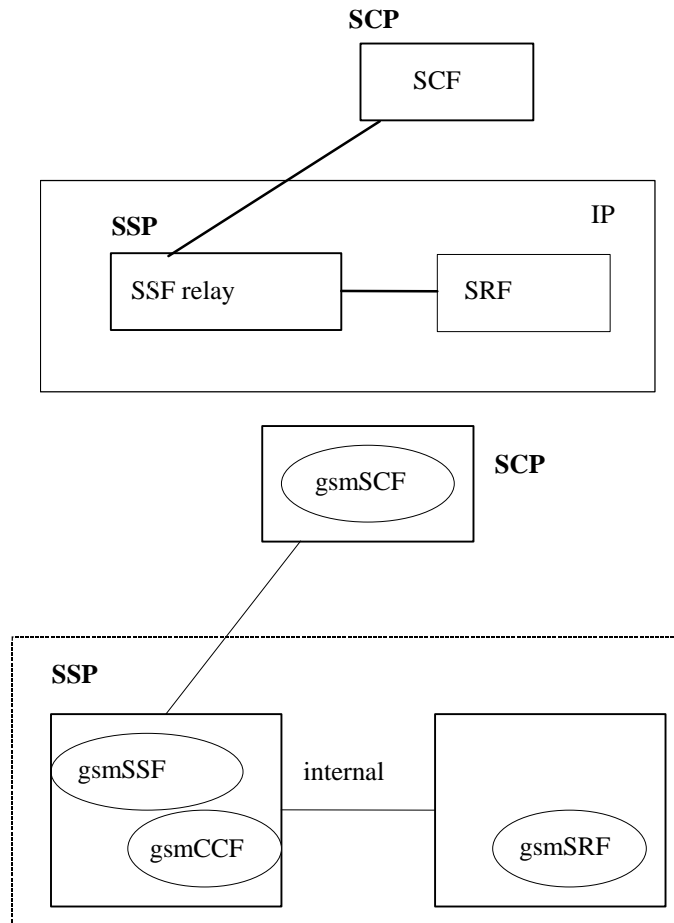 SCP
SCF
IP
SSP
SSF relay
SRF
SCP
gsmSCF
SSP
gsmSSF
internal
gsmCCF
gsmSRF